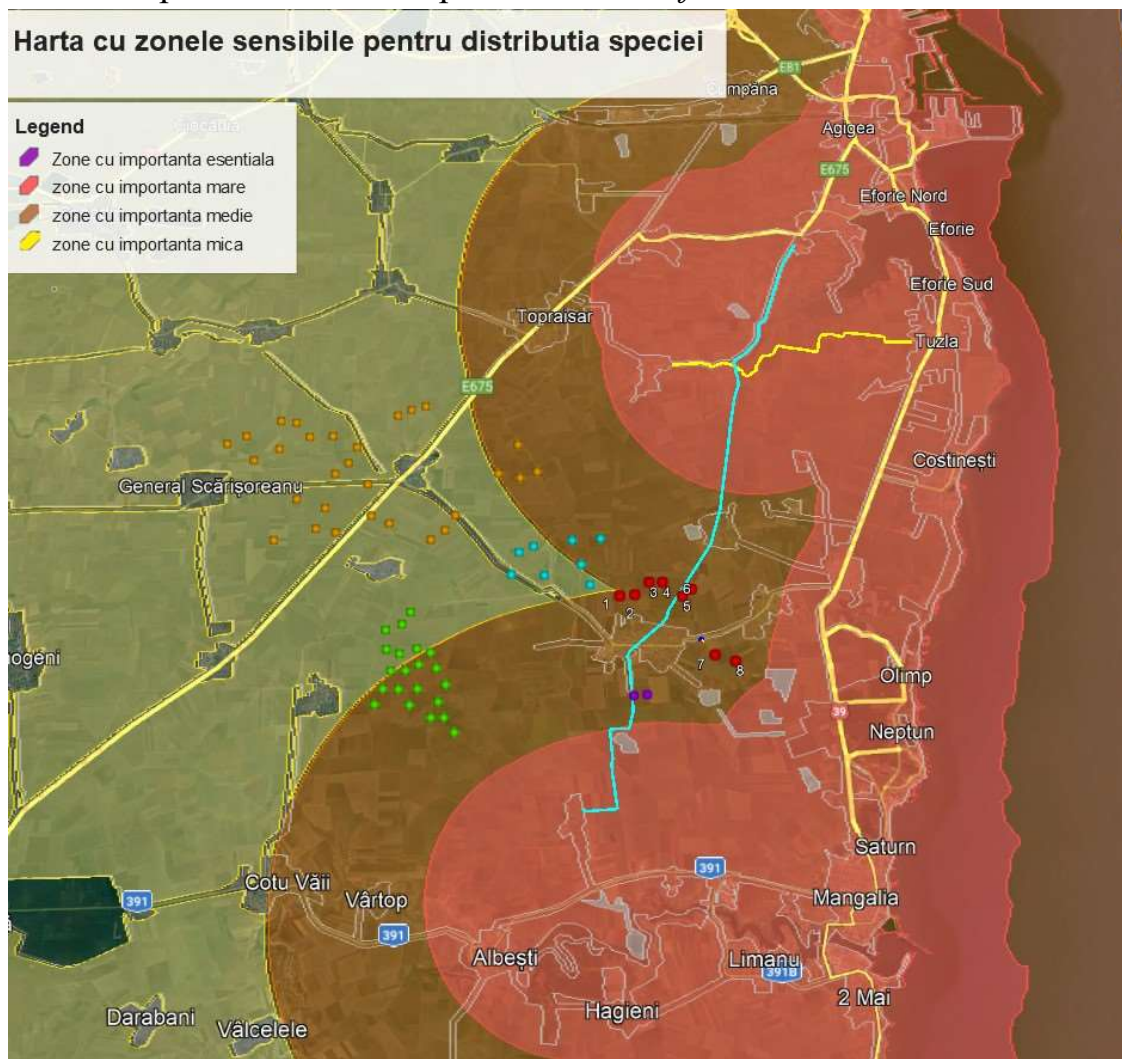 Harta cu zonele sensibile pentru distributia speciei
Legend
Zone cu importanta esentiala
zone cu importanta mare
zone cu importanta medie
zone cu importanta mica
E81
Cumpăna
Agigea
E675
Eforie Nord
Eforie
Eforie Sud
Topraisar
Tuzla
E675
Costinești
General Scărișoreanu
1
2
3
4
6
5
7
8
Olimp
39
Neptun
Saturn
Cotu Văii
391
391
Vârtop
Mangalia
391
Albești
Limanu
391B
2 Mai
Hagieni
Darabani
Vâlcelele